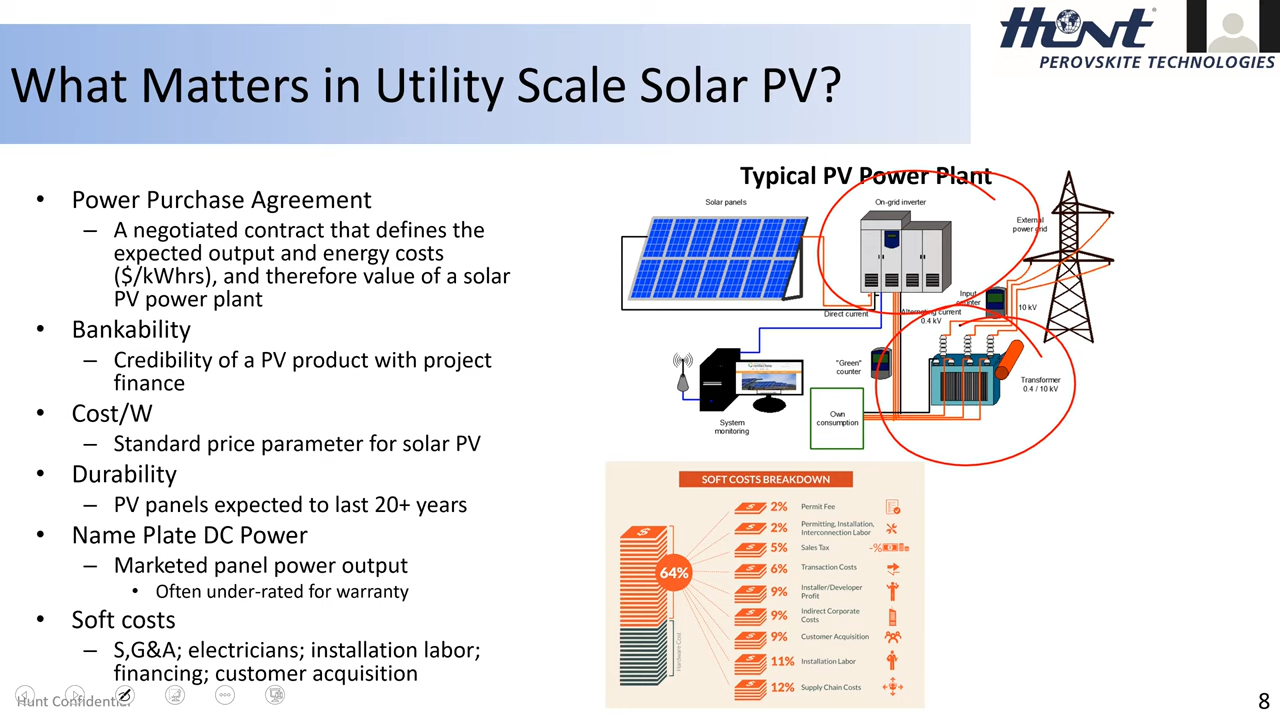 Hunt
PEROVSKITE TECHNOLOGIES
What Matters in Utility Scale Solar PV?
• Power Purchase Agreement
– A negotiated contract that defines the
expected output and energy costs
($/kWhrs), and therefore value of a solar
PV power plant
• Bankability
– Credibility of a PV product with project
finance
• Cost/W
– Standard price parameter for solar PV
• Durability
– PV panels expected to last 20+ years
• Name Plate DC Power
– Marketed panel power output
• Often under-rated for warranty
• Soft costs
– S,G&A; electricians; installation labor;
financing; customer acquisition
Typical PV Power Plant
Solar panels
On-grid inverter
External
power grid
Direct current
Alternating current
0.4 kV
Input
counter
10 kV
"Green"
counter
Transformer
0.4 / 10 kV
System
monitoring
Own
consumption
SOFT COSTS BREAKDOWN
64%
Hardware Cost
2% Permit Fee
2% Permitting, Installation,
Interconnection Labor
5% Sales Tax
6% Transaction Costs
9% Installer/Developer
Profit
9% Indirect Corporate
Costs
9% Customer Acquisition
11% Installation Labor
12% Supply Chain Costs
Hunt Confidential
8